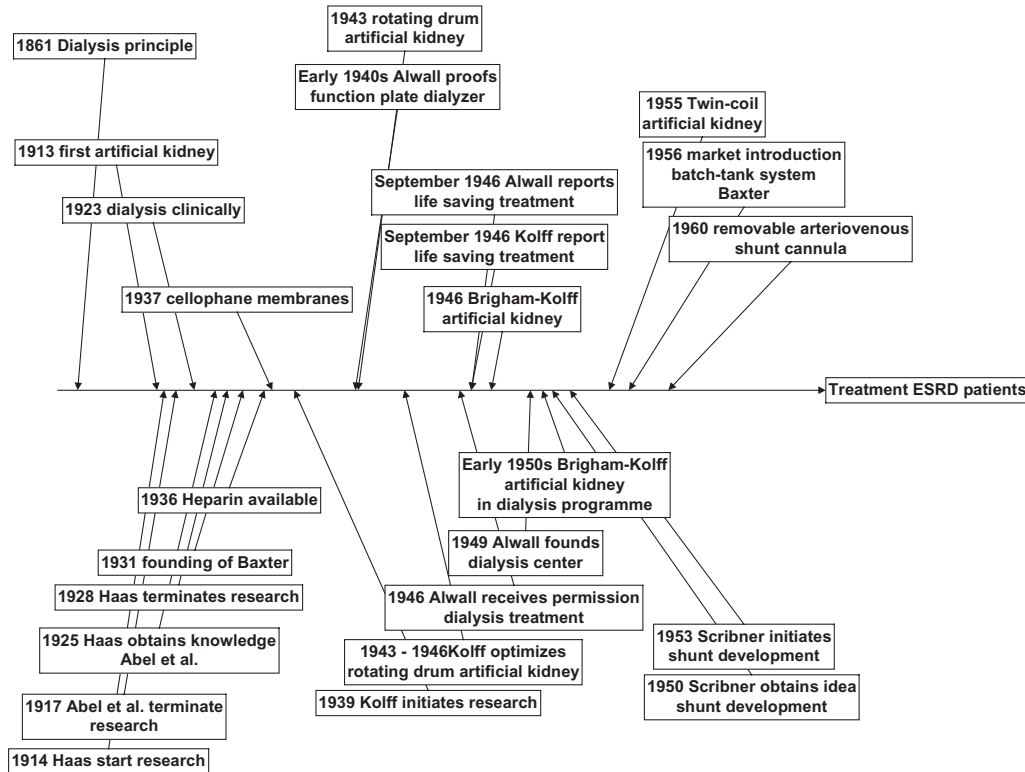 1943 rotating drum
artificial kidney
1861 Dialysis principle
Early 1940s Alwall proofs
function plate dialyzer
1955 Twin-coil
artificial kidney
1913 first artificial kidney
1956 market introduction
batch-tank system
Baxter
September 1946 Alwall reports
life saving treatment
1923 dialysis clinically
1960 removable arteriovenous
shunt cannula
September 1946 Kolff report
life saving treatment
1937 cellophane membranes
1946 Brigham-Kolff
artificial kidney
Treatment ESRD patients
Early 1950s Brigham-Kolff
artificial kidney
in dialysis programme
1936 Heparin available
1949 Alwall founds
dialysis center
1931 founding of Baxter
1928 Haas terminates research
1946 Alwall receives permission
dialysis treatment
1925 Haas obtains knowledge
Abel et al.
1953 Scribner initiates
shunt development
1943 - 1946Kolff optimizes
rotating drum artificial kidney
1950 Scribner obtains idea
shunt development
1939 Kolff initiates research
1917 Abel et al. terminate
research
1914 Haas start research